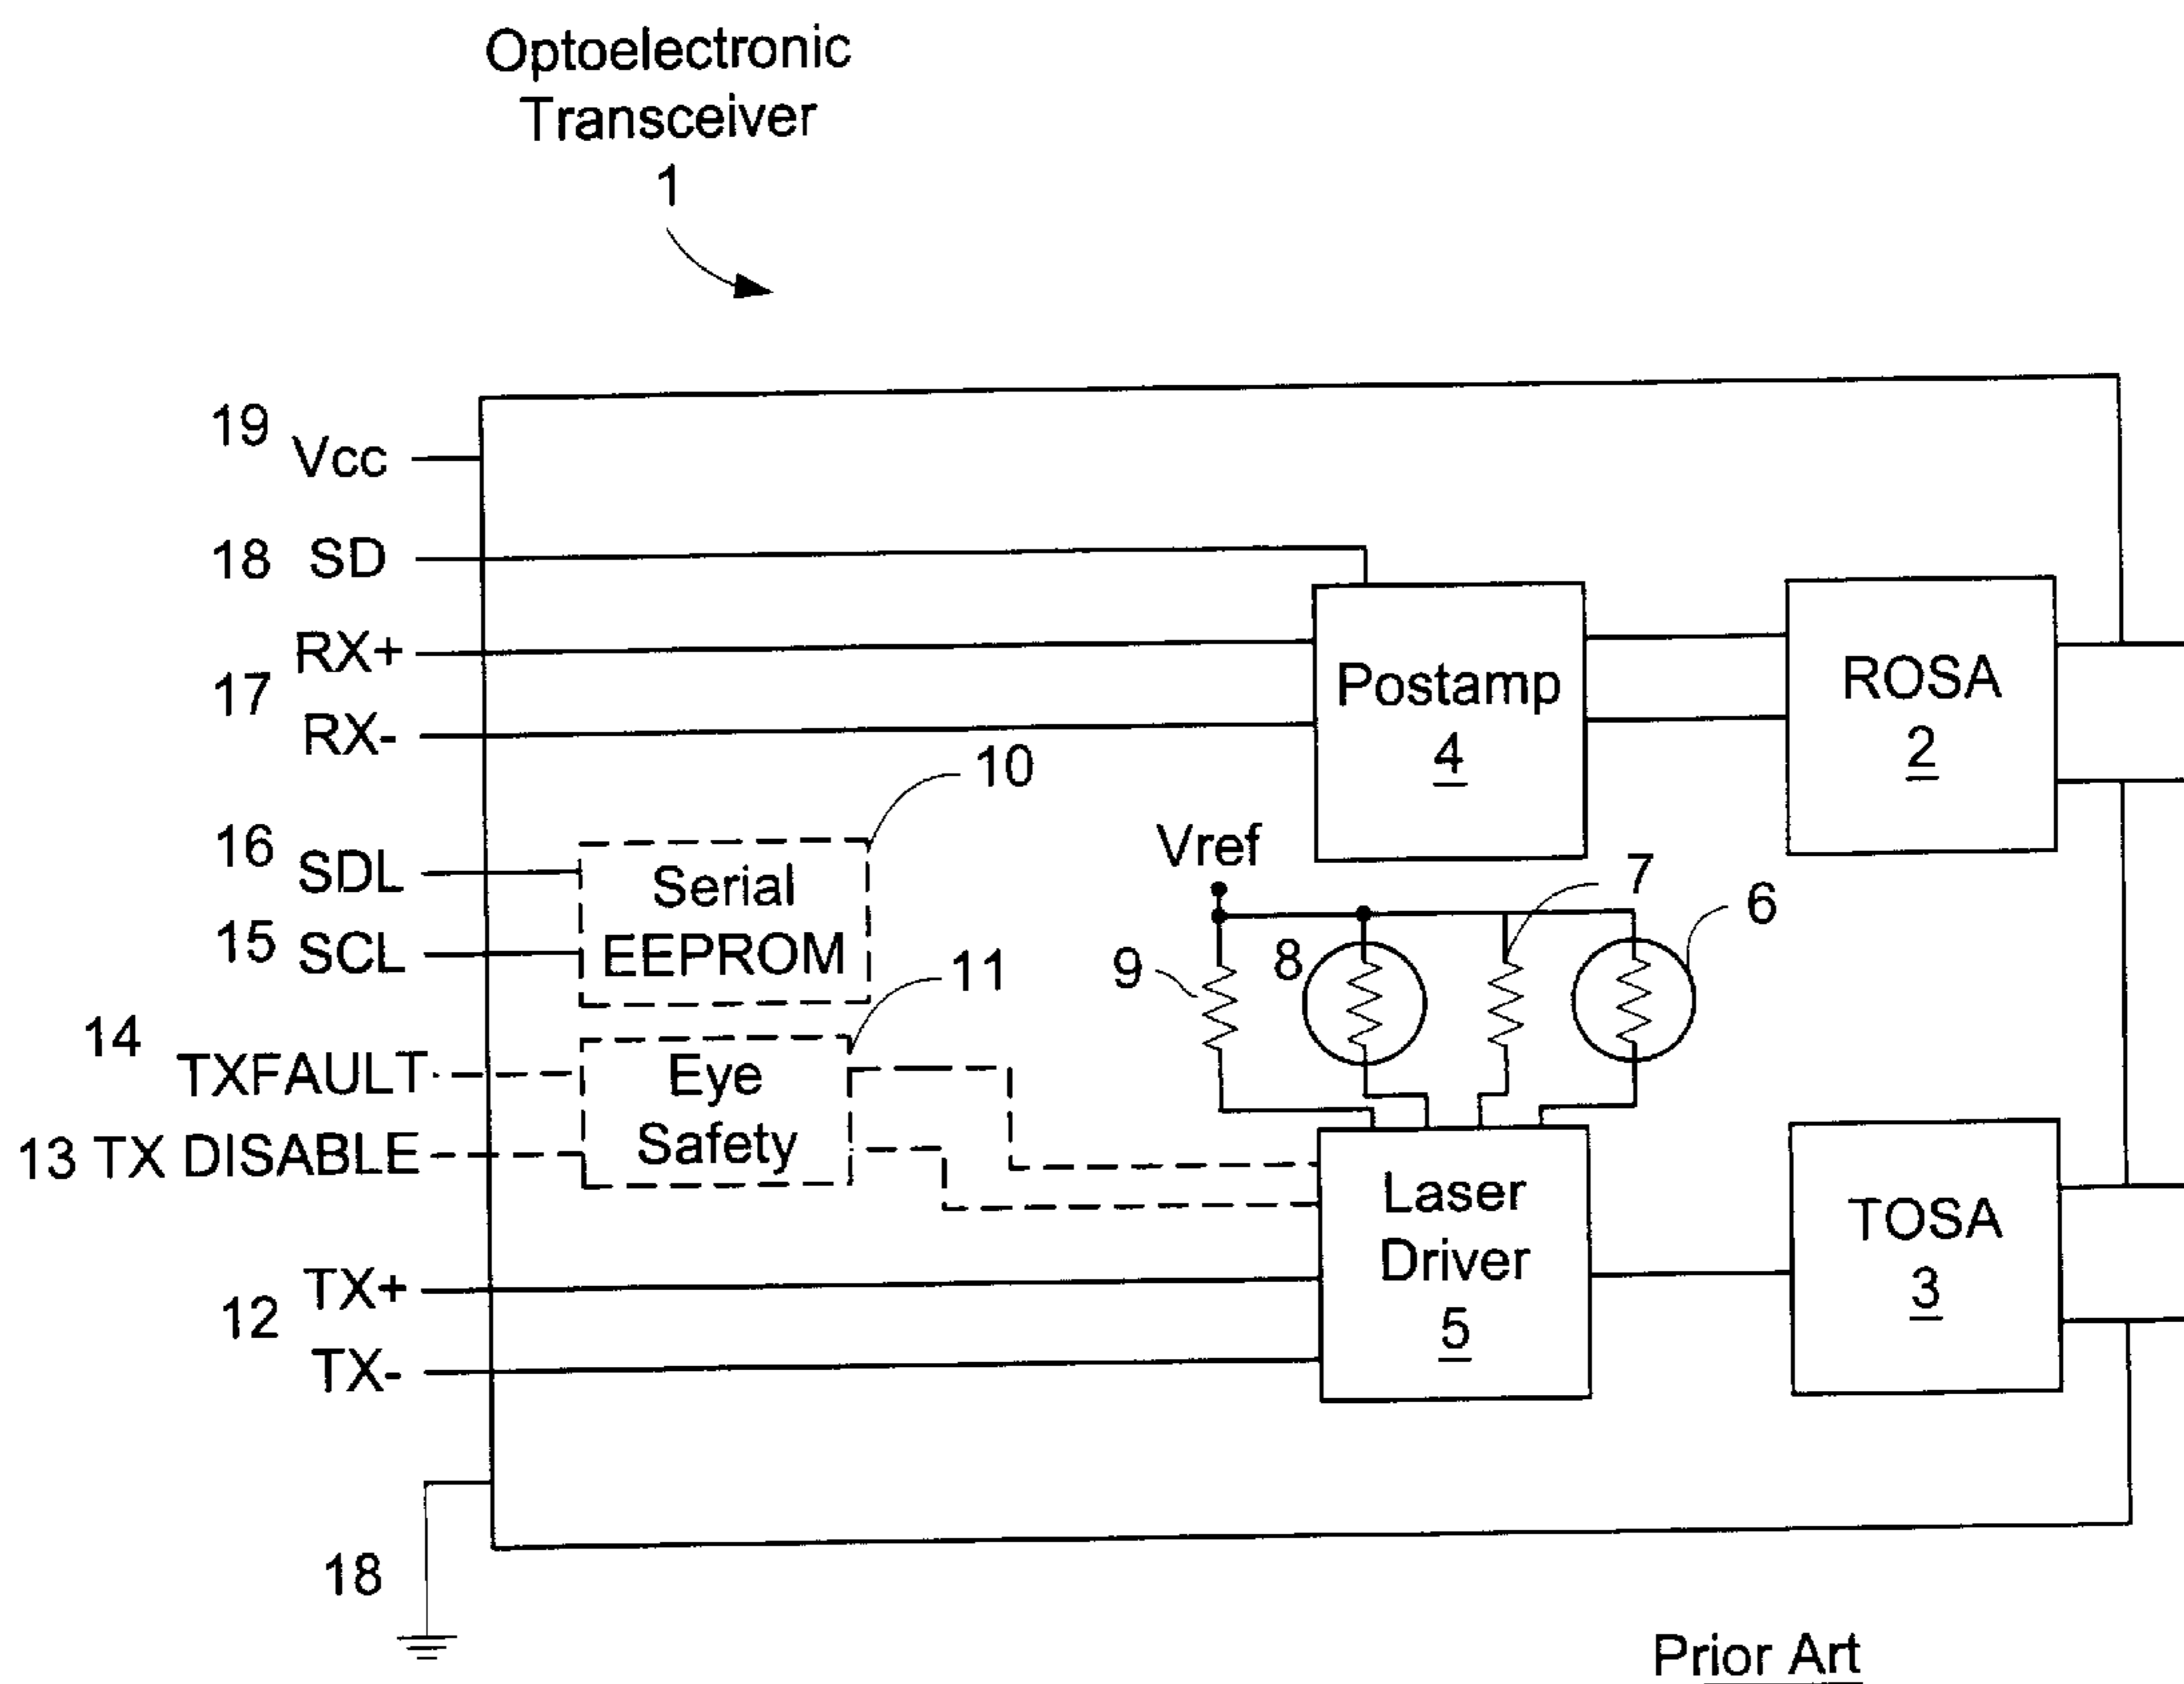 Optoelectronic
Transceiver
1
19
Vcc
18 SD
RX+
17
RX-
Postamp
4
ROSA
2
10
16
SDL
15 SCL
Serial
EEPROM
Vref
7
6
8
9
11
14
TXFAULT
13 TX DISABLE
Eye
Safety
Laser
Driver
5
TOSA
3
TX+
12
TX-
18
Prior Art